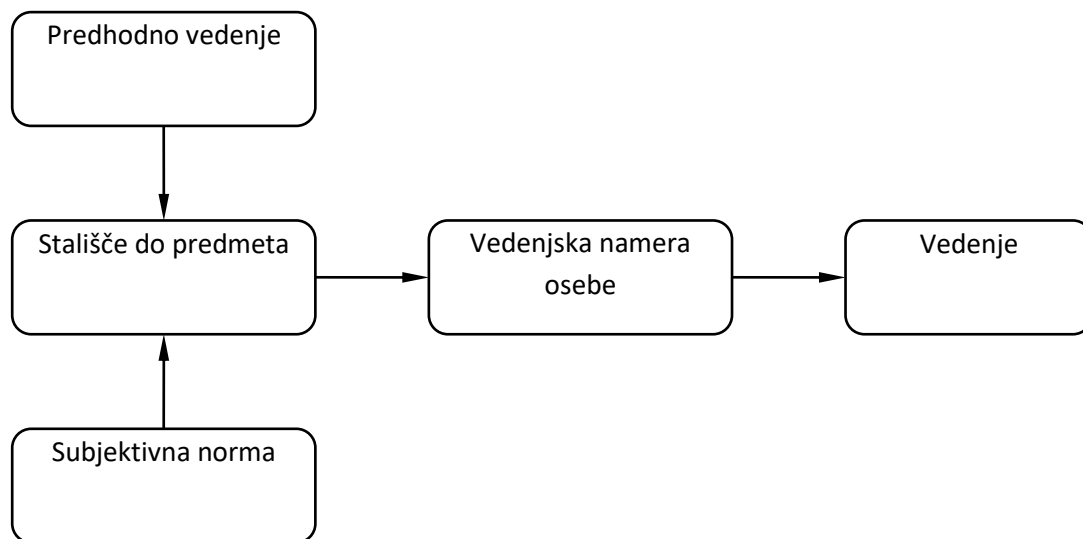 Predhodno vedenje
Stališče do predmeta
Vedenjska namera
osebe
Vedenje
Subjektivna norma